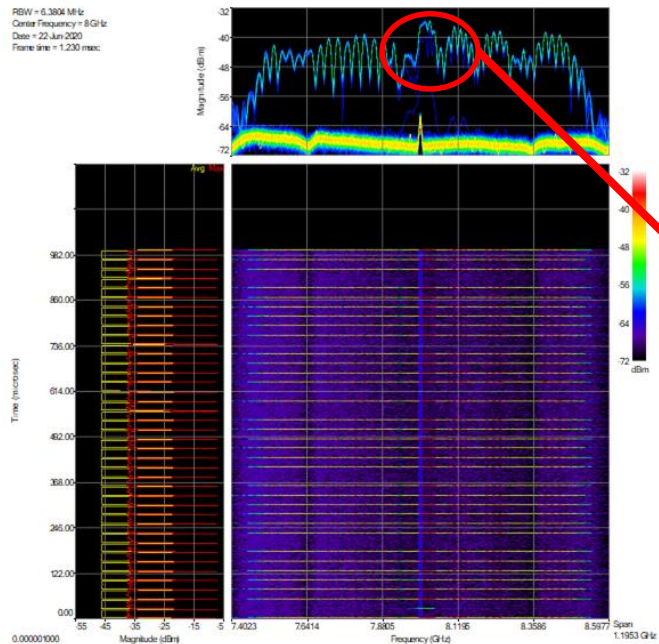 RBW = 6.3804 MHz
Center Frequency = 8 GHz
Date = 22-Jun-2020
Frame time = 1.230 msec
-32
-40
-48
-56
-64
-72
Magnitude (dBm)
Avg Max
982.00
860.00
736.00
614.00
492.00
368.00
246.00
122.00
0.00
Time (microsec)
-32
-40
-48
-56
-64
-72
dBm
-55 -45 -35 -25 -15 -5
7.4023 7.6414 7.8805 8.1195 8.3586 8.5977
Span
1.1953 GHz
0.000001000
Magnitude (dBm)
Frequency (GHz)